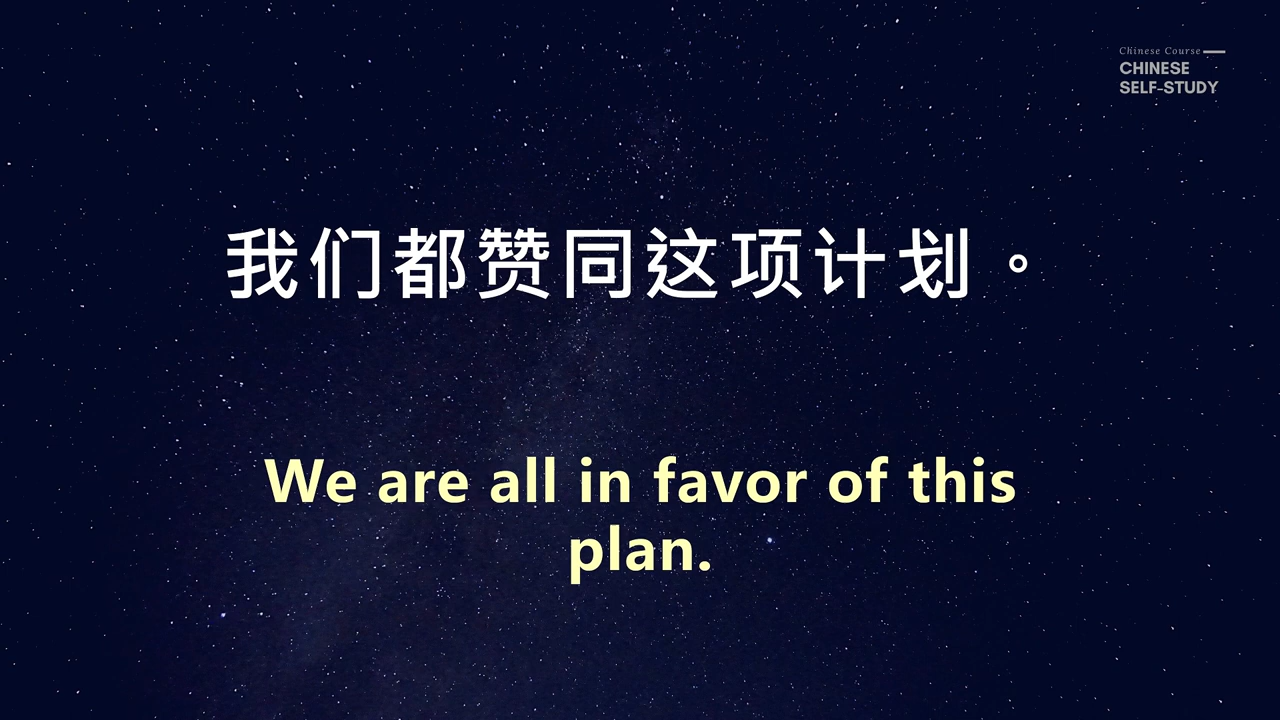 Chinese Course
CHINESE
SELF-STUDY
我们都赞同这项计划。
We are all in favor of this
plan.